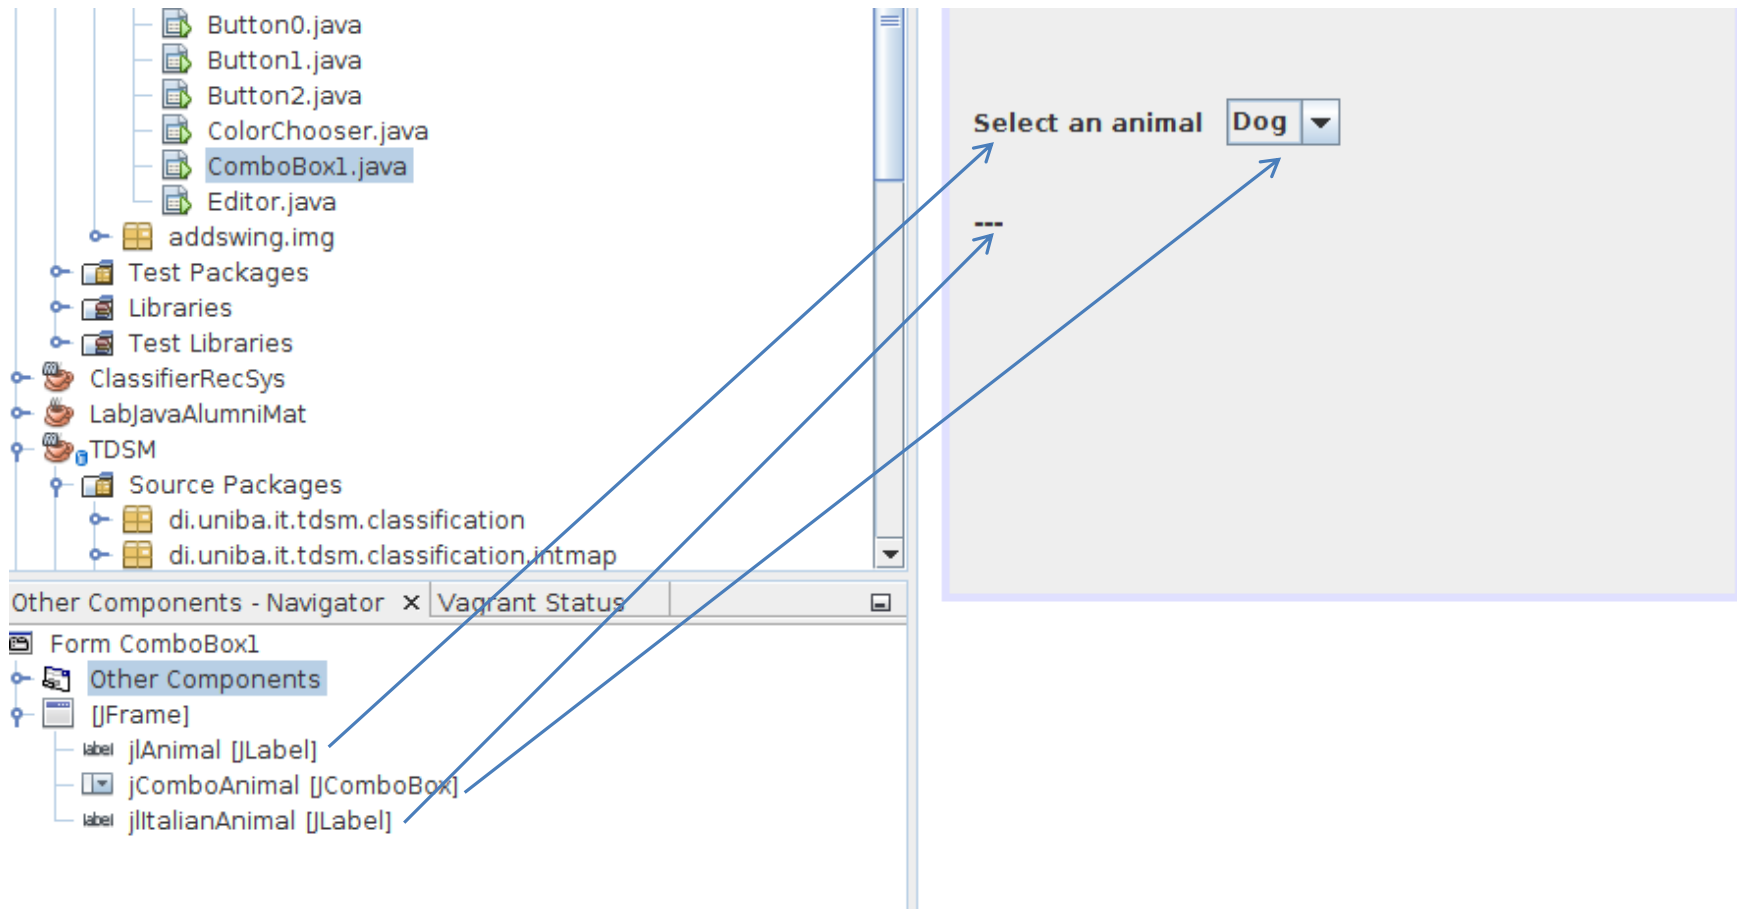 Button0.java
Button1.java
Button2.java
ColorChooser.java
ComboBox1.java
Editor.java
addswing.img
Test Packages
Libraries
Test Libraries
ClassifierRecSys
LabJavaAlumniMat
TDSM
Source Packages
di.uniba.it.tdsm.classification
di.uniba.it.tdsm.classification.intmap
Other Components - Navigator × Vagrant Status
Form ComboBox1
Other Components
[JFrame]
label jlAnimal [JLabel]
jComboAnimal [JComboBox]
label jlItalianAnimal [JLabel]
Select an animal Dog
---